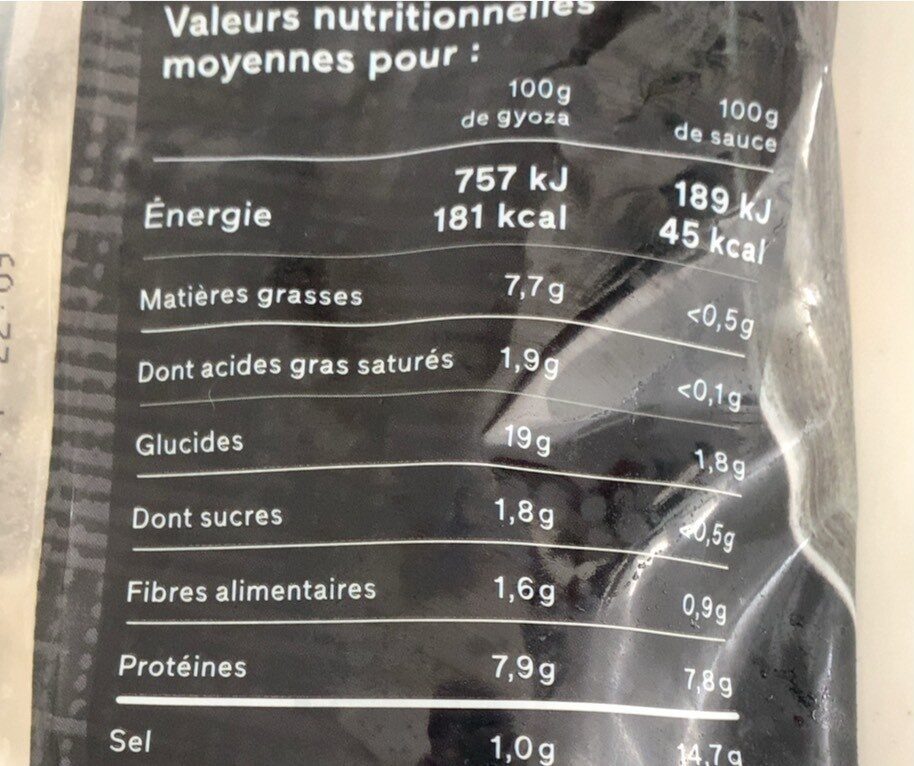 Valeurs nutritionnelles
moyennes pour :
100g
de gyoza
100g
de sauce
Énergie
757 kJ
181 kcal
189 kJ
45 kcal
Matières grasses 7,7g <0,5g
Dont acides gras saturés 1,9g <0,1g
Glucides 19g 1,8g
Dont sucres 1,8g <0,5g
Fibres alimentaires 1,6g 0,9g
Protéines 7,9g 7,8g
Sel 1,0g 14,7g